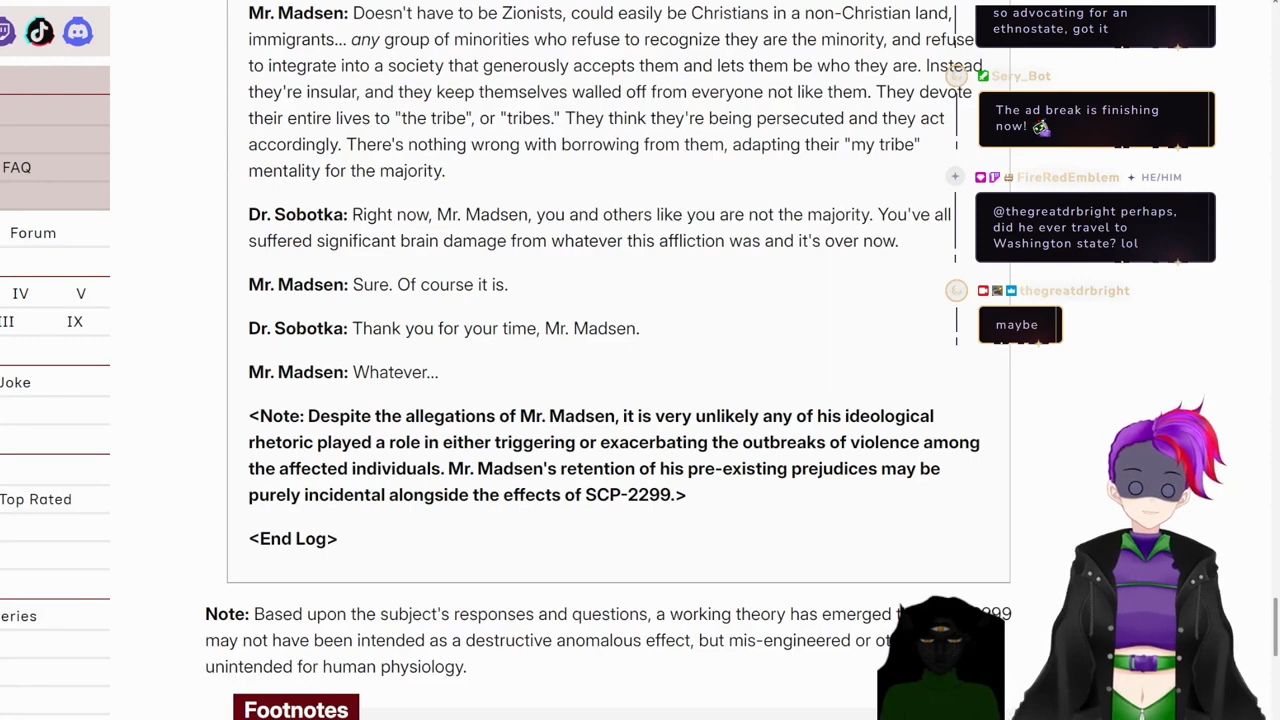 FAQ
Forum
IV V
III IX
Joke
Top Rated
eries
Mr. Madsen: Doesn't have to be Zionists, could easily be Christians in a non-Christian land,
immigrants... any group of minorities who refuse to recognize they are the minority, and refuse
to integrate into a society that generously accepts them and lets them be who they are. Instead
they're insular, and they keep themselves walled off from everyone not like them. They devote
their entire lives to "the tribe", or "tribes." They think they're being persecuted and they act
accordingly. There's nothing wrong with borrowing from them, adapting their "my tribe"
mentality for the majority.
Dr. Sobotka: Right now, Mr. Madsen, you and others like you are not the majority. You've all
suffered significant brain damage from whatever this affliction was and it's over now.
Mr. Madsen: Sure. Of course it is.
Dr. Sobotka: Thank you for your time, Mr. Madsen.
Mr. Madsen: Whatever...
<Note: Despite the allegations of Mr. Madsen, it is very unlikely any of his ideological
rhetoric played a role in either triggering or exacerbating the outbreaks of violence among
the affected individuals. Mr. Madsen's retention of his pre-existing prejudices may be
purely incidental alongside the effects of SCP-2299.>
<End Log>
Note: Based upon the subject's responses and questions, a working theory has emerged 2299
may not have been intended as a destructive anomalous effect, but mis-engineered or
unintended for human physiology.
Footnotes
so advocating for an
ethnostate, got it
Sery_Bot
The ad break is finishing
now!
FireRedEmblem HE/HIM
@thegreatdrbright perhaps,
did he ever travel to
Washington state? lol
thegreatdrbright
maybe